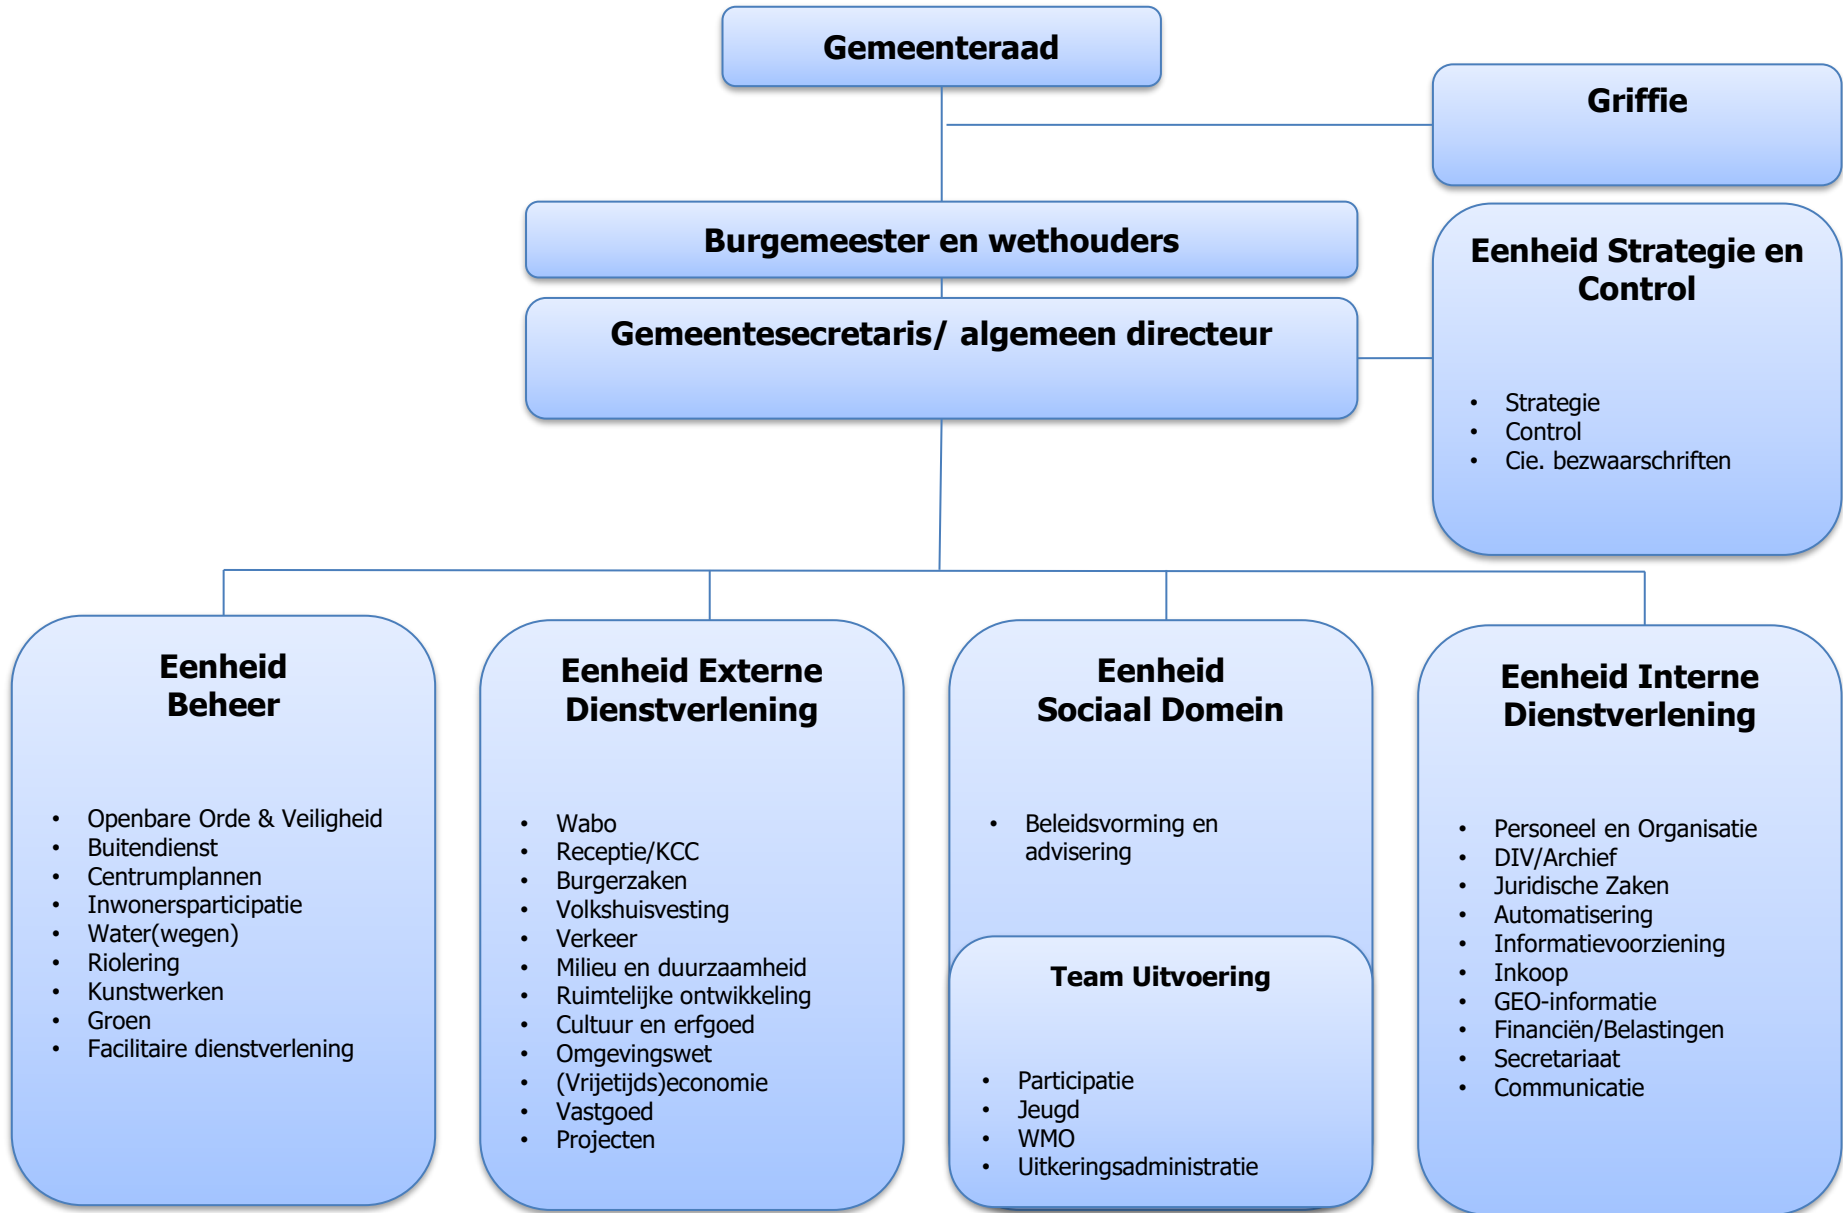 Gemeenteraad
Griffie
Burgemeester en wethouders
Gemeentesecretaris/ algemeen directeur
Eenheid Strategie en
Control
• Strategie
• Control
• Cie. bezwaarschriften
Eenheid
Beheer
• Openbare Orde & Veiligheid
• Buitendienst
• Centrumplannen
• Inwonersparticipatie
• Water(wegen)
• Riolering
• Kunstwerken
• Groen
• Facilitaire dienstverlening
Eenheid Externe
Dienstverlening
• Wabo
• Receptie/KCC
• Burgerzaken
• Volkshuisvesting
• Verkeer
• Milieu en duurzaamheid
• Ruimtelijke ontwikkeling
• Cultuur en erfgoed
• Omgevingswet
• (Vrijetijds)economie
• Vastgoed
• Projecten
Eenheid
Sociaal Domein
• Beleidsvorming en
advisering
Team Uitvoering
• Participatie
• Jeugd
• WMO
• Uitkeringsadministratie
Eenheid Interne
Dienstverlening
• Personeel en Organisatie
• DIV/Archief
• Juridische Zaken
• Automatisering
• Informatievoorziening
• Inkoop
• GEO-informatie
• Financiën/Belastingen
• Secretariaat
• Communicatie